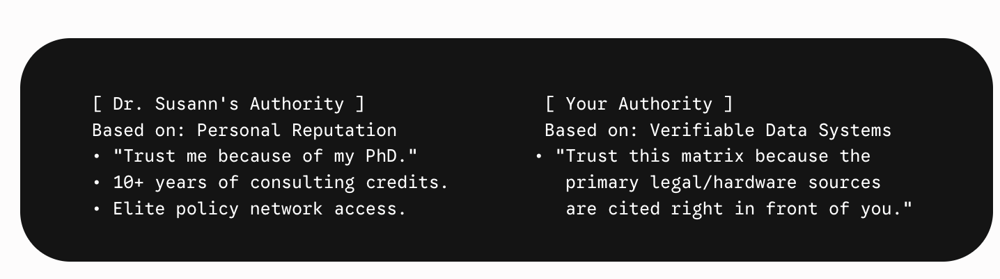 [ Dr. Susann's Authority ]
Based on: Personal Reputation
• "Trust me because of my PhD."
• 10+ years of consulting credits.
• Elite policy network access.
[ Your Authority ]
Based on: Verifiable Data Systems
• "Trust this matrix because the
primary legal/hardware sources
are cited right in front of you."